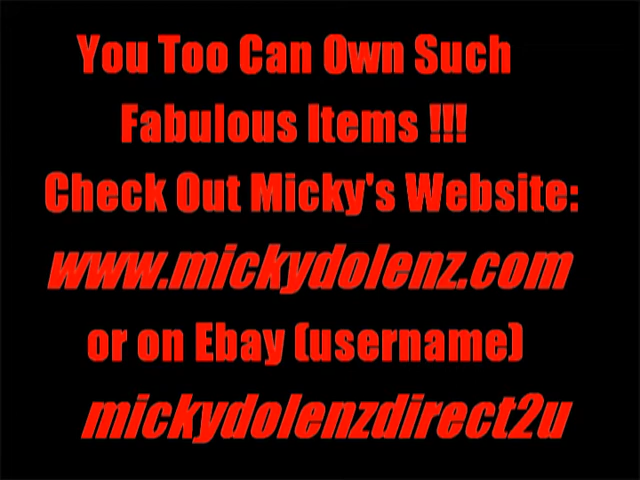 You Too Can Own Such
Fabulous Items !!!
Check Out Micky's Website:
www.mickydolenz.com
or on Ebay (username)
mickydolenzdirect2u